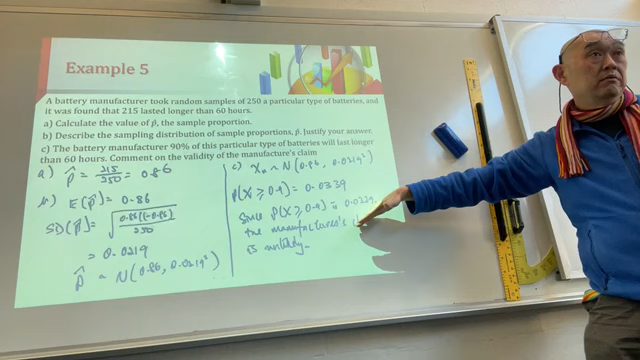 Example 5
A battery manufacturer took random samples of 250 a particular type of batteries, and
it was found that 215 lasted longer than 60 hours.
a) Calculate the value of p̂, the sample proportion.
b) Describe the sampling distribution of sample proportions, p̂. Justify your answer.
c) The battery manufacturer 90% of this particular type of batteries will last longer
than 60 hours. Comment on the validity of the manufacture's claim
a) p̂ = 215/250 = 0.86
b) E(p̂) = 0.86
SD(p̂) = √(0.86(1-0.86)/250)
= 0.0219
p̂ ~ N(0.86, 0.0219²)
c) X ~ N(0.86, 0.0219²)
P(X ≥ 0.9) = 0.0339
Since P(X ≥ 0.9) = 0.0339,
the manufacturer's
is unlikely.